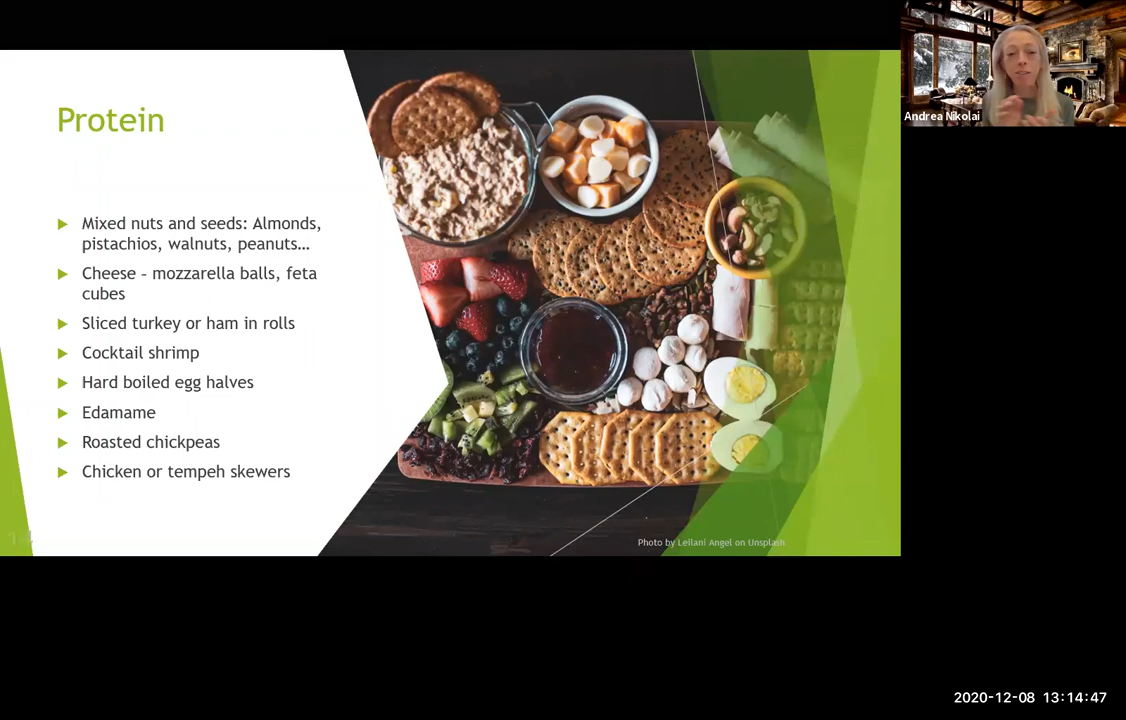 Protein
Mixed nuts and seeds: Almonds,
pistachios, walnuts, peanuts…
Cheese – mozzarella balls, feta
cubes
Sliced turkey or ham in rolls
Cocktail shrimp
Hard boiled egg halves
Edamame
Roasted chickpeas
Chicken or tempeh skewers
14
Photo by Leilani Angel on Unsplash
Andrea Nikolai
2020-12-08 13:14:47